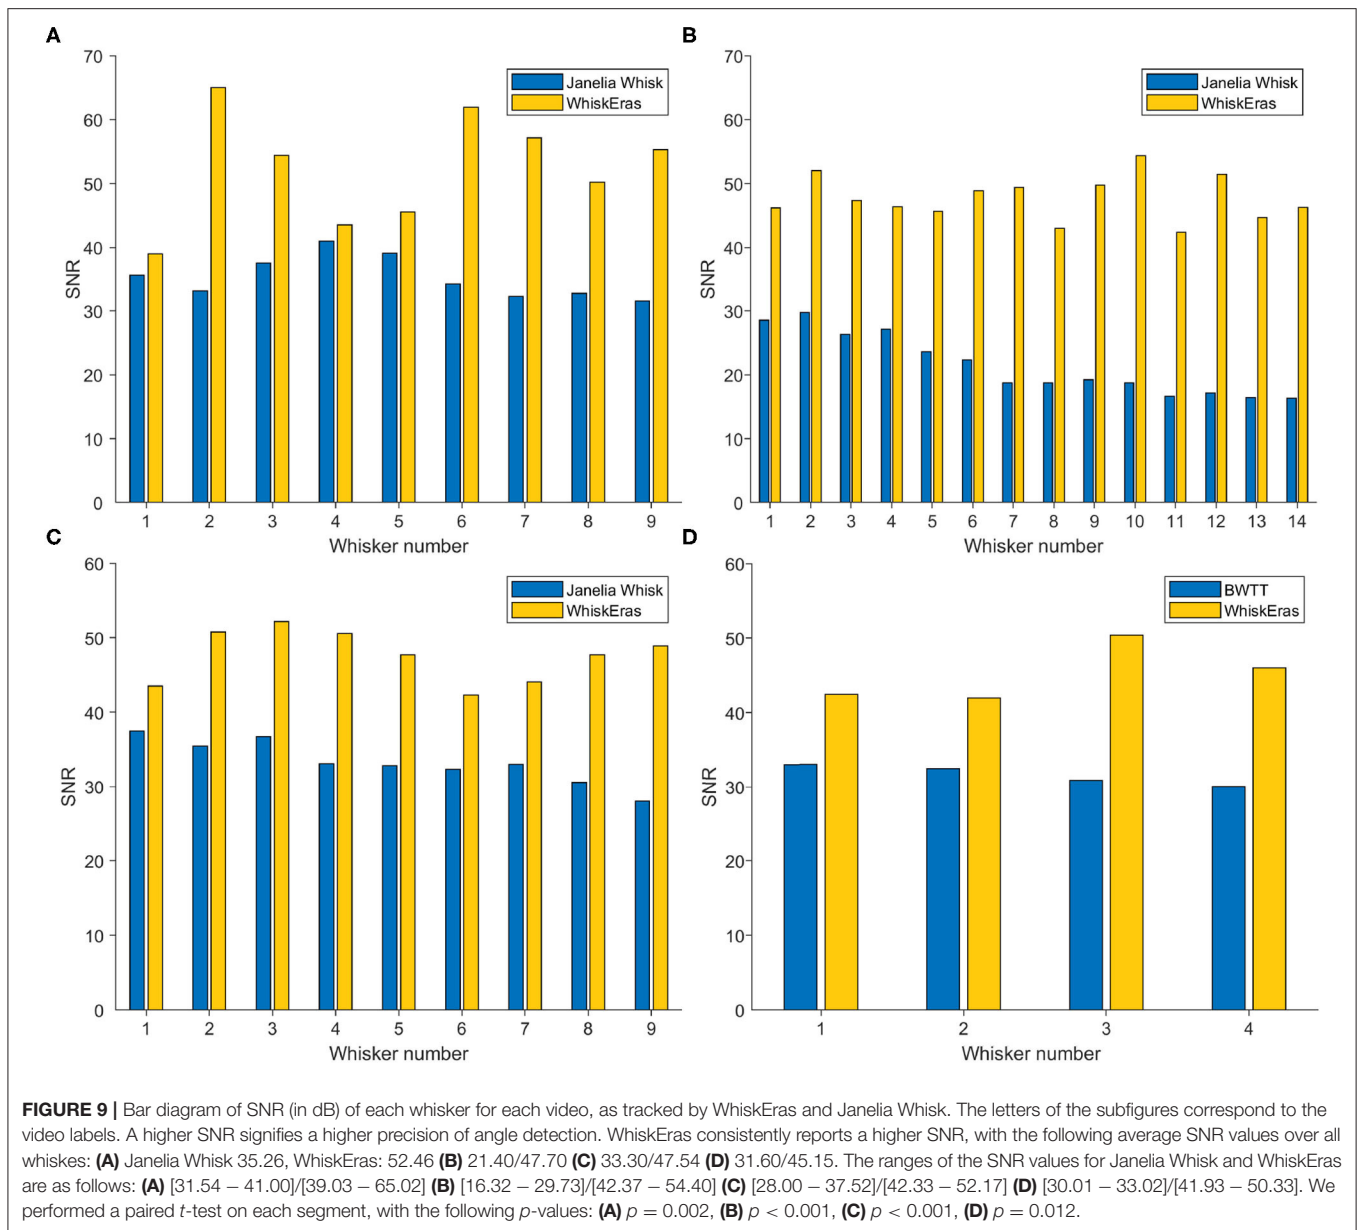 A
70
60
50
40
30
20
10
0
SNR
1 2 3 4 5 6 7 8 9
Whisker number
Janelia Whisk
WhiskEras
B
70
60
50
40
30
20
10
0
SNR
1 2 3 4 5 6 7 8 9 10 11 12 13 14
Whisker number
Janelia Whisk
WhiskEras
C
60
50
40
30
20
10
0
SNR
1 2 3 4 5 6 7 8 9
Whisker number
Janelia Whisk
WhiskEras
D
60
50
40
30
20
10
0
SNR
1 2 3 4
Whisker number
BWTT
WhiskEras
FIGURE 9 | Bar diagram of SNR (in dB) of each whisker for each video, as tracked by WhiskEras and Janelia Whisk. The letters of the subfigures correspond to the
video labels. A higher SNR signifies a higher precision of angle detection. WhiskEras consistently reports a higher SNR, with the following average SNR values over all
whiskes: (A) Janelia Whisk 35.26, WhiskEras: 52.46 (B) 21.40/47.70 (C) 33.30/47.54 (D) 31.60/45.15. The ranges of the SNR values for Janelia Whisk and WhiskEras
are as follows: (A) [31.54 − 41.00]/[39.03 − 65.02] (B) [16.32 − 29.73]/[42.37 − 54.40] (C) [28.00 − 37.52]/[42.33 − 52.17] (D) [30.01 − 33.02]/[41.93 − 50.33]. We
performed a paired t-test on each segment, with the following p-values: (A) p = 0.002, (B) p < 0.001, (C) p < 0.001, (D) p = 0.012.